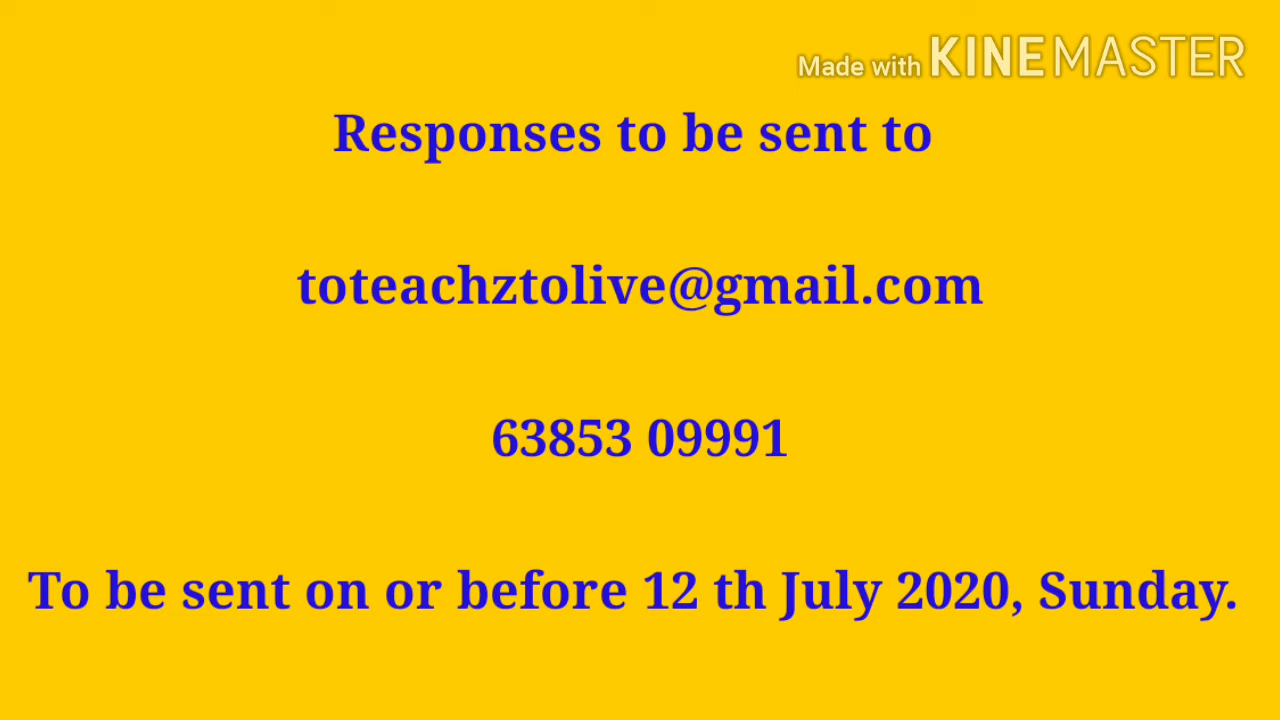 Made with KINEMASTER
Responses to be sent to
toteachztolive@gmail.com
63853 09991
To be sent on or before 12 th July 2020, Sunday.